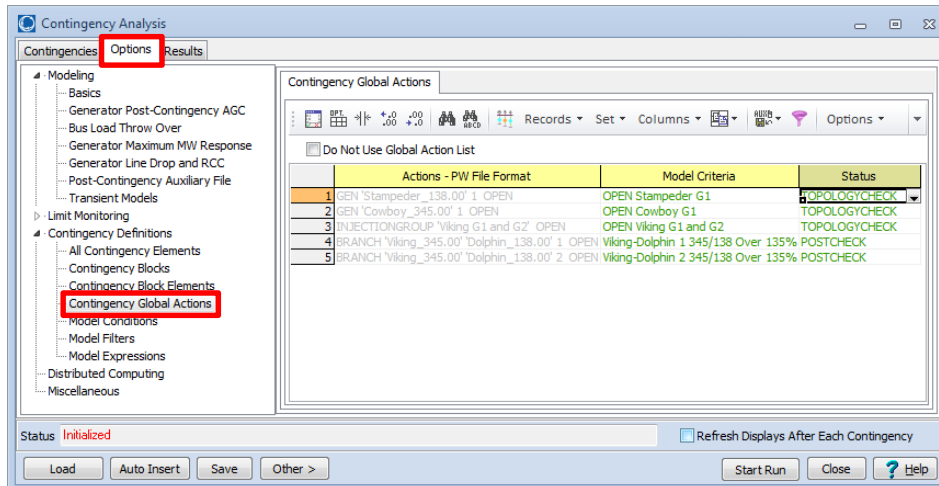 Contingency Analysis
Contingencies Options Results
Modeling
Basics
Generator Post-Contingency AGC
Bus Load Throw Over
Generator Maximum MW Response
Generator Line Drop and RCC
Post-Contingency Auxiliary File
Transient Models
Limit Monitoring
Contingency Definitions
All Contingency Elements
Contingency Blocks
Contingency Block Elements
Contingency Global Actions
Model Conditions
Model Filters
Model Expressions
Distributed Computing
Miscellaneous
Contingency Global Actions
Records Set Columns Options
Do Not Use Global Action List
Actions - PW File Format Model Criteria Status
1 GEN 'Stampeder_138.00' 1 OPEN OPEN Stampeder G1 TOPOLOGYCHECK
2 GEN 'Cowboy_345.00' 1 OPEN OPEN Cowboy G1 TOPOLOGYCHECK
3 INJECTIONGROUP 'Viking G1 and G2' OPEN OPEN Viking G1 and G2 TOPOLOGYCHECK
4 BRANCH 'Viking_345.00' 'Dolphin_138.00' 1 OPEN Viking-Dolphin 1 345/138 Over 135% POSTCHECK
5 BRANCH 'Viking_345.00' 'Dolphin_138.00' 2 OPEN Viking-Dolphin 2 345/138 Over 135% POSTCHECK
Status Initialized
Refresh Displays After Each Contingency
Load Auto Insert Save Other > Start Run Close ? Help